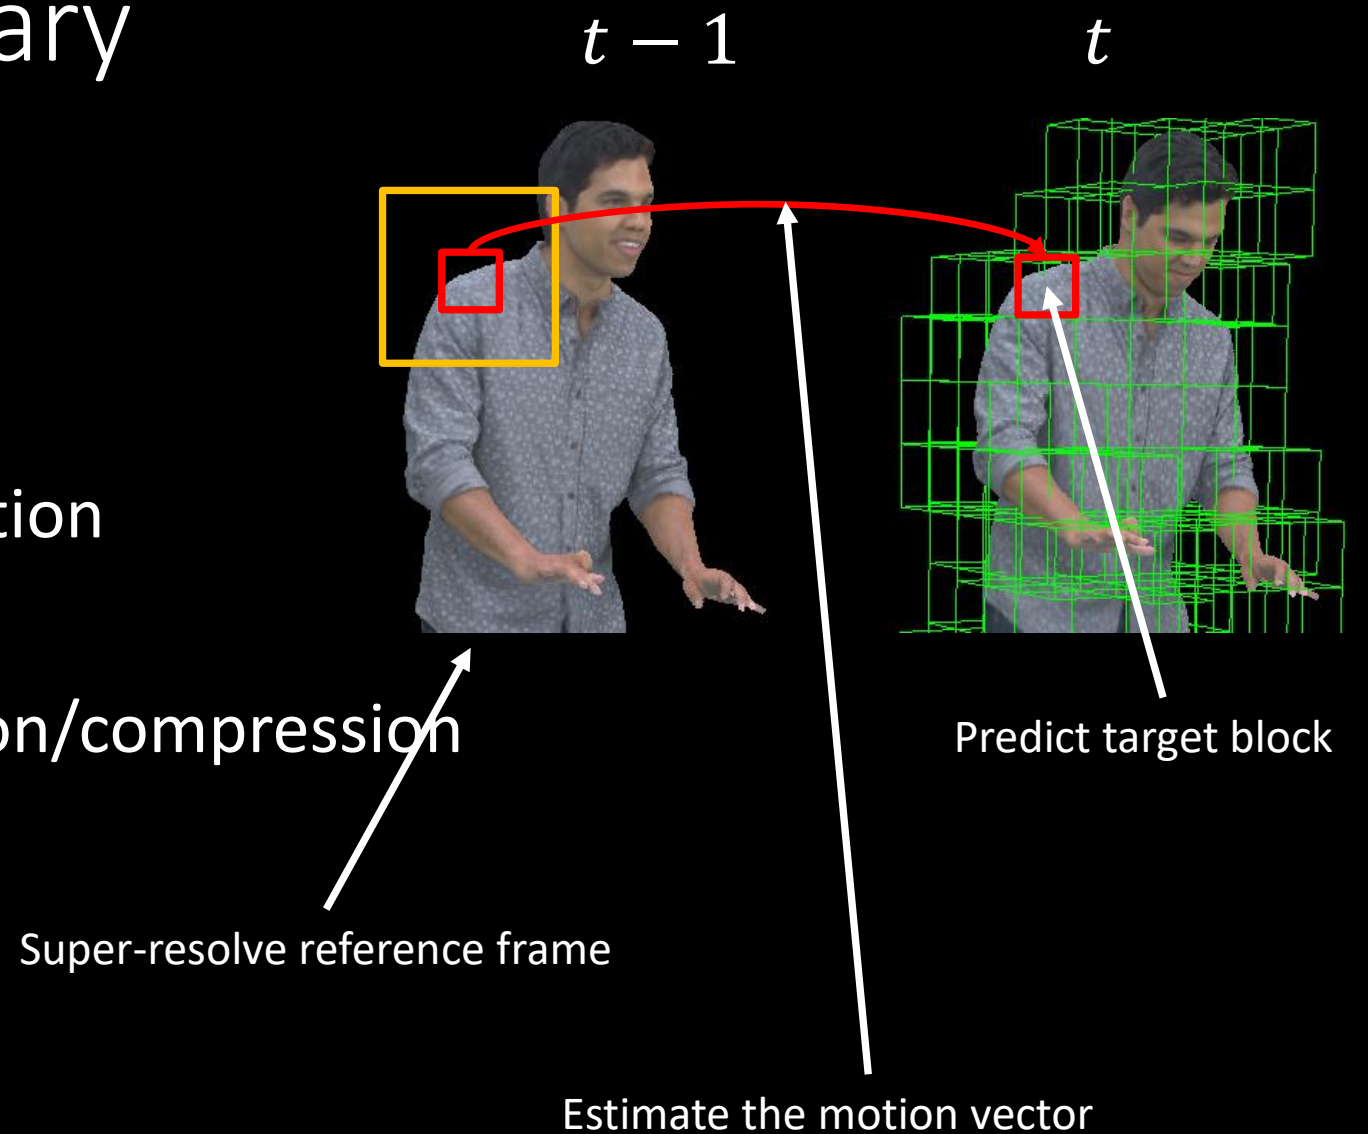 ary
t − 1
t
tion
on/compression
Predict target block
Super-resolve reference frame
Estimate the motion vector